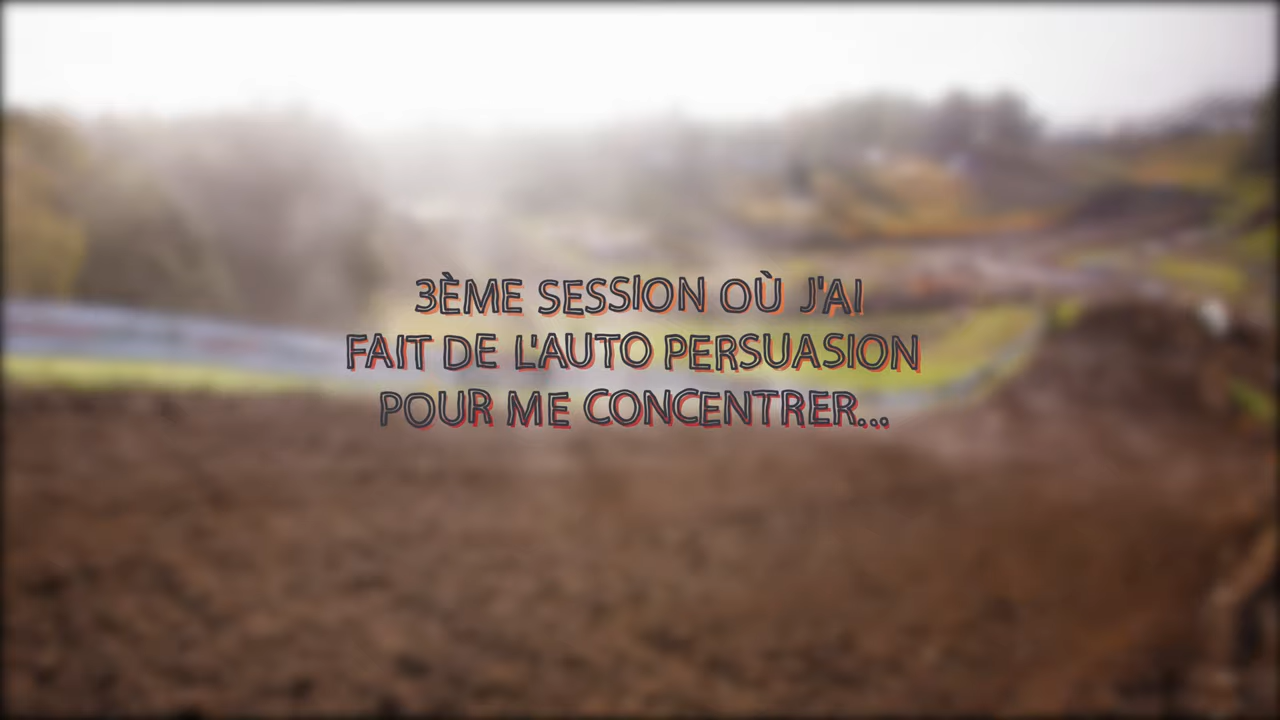 3ÈME SESSION OÙ J'AI
FAIT DE L'AUTO PERSUASION
POUR ME CONCENTRER...